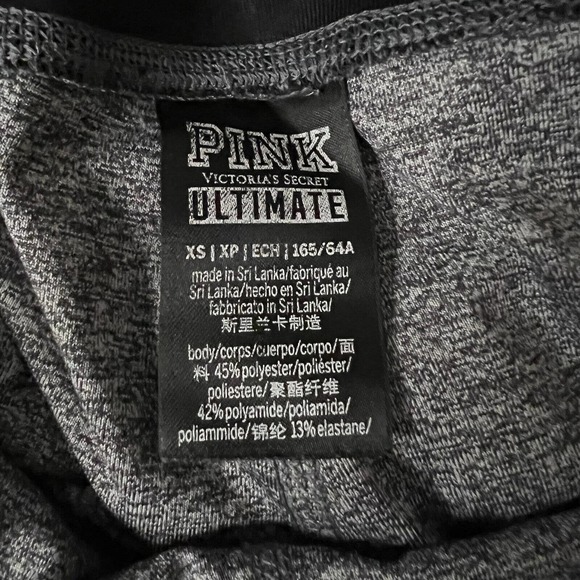 PINK
VICTORIA'S SECRET
ULTIMATE
XS | XP | ECH | 165/64A
made in Sri Lanka/fabriqué au
Sri Lanka/hecho en Sri Lanka/
fabbricato in Sri Lanka/
斯里兰卡制造
body/corps/cuerpo/corpo/面
料 45% polyester/poliéster/
poliestere/聚酯纤维
42% polyamide/poliamida/
poliammide/锦纶 13% elastane/